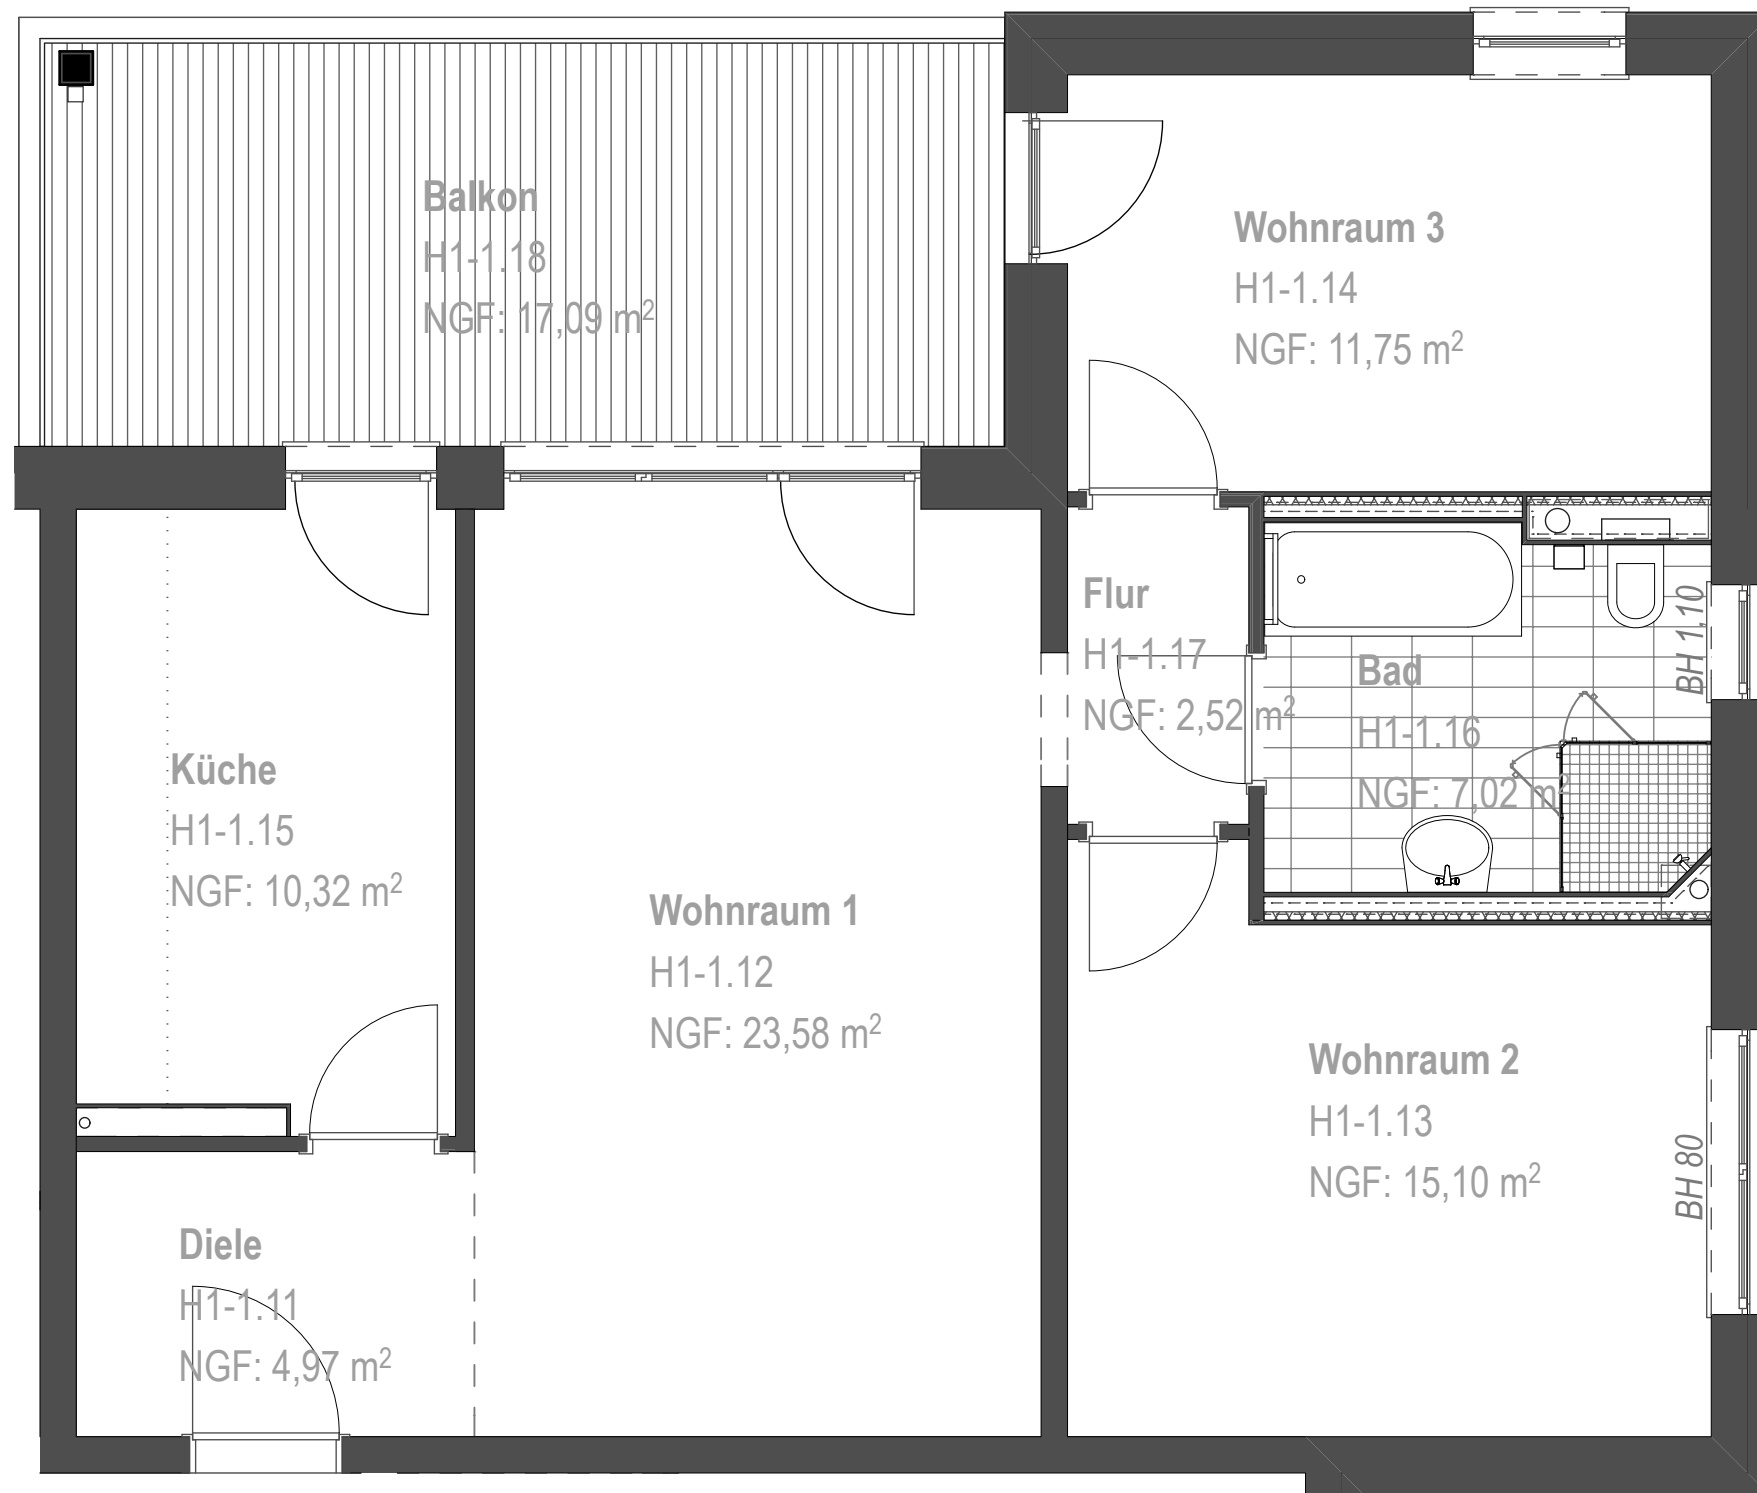 Balkon
H1-1.18
NGF: 17,09 m²
Wohnraum 3
H1-1.14
NGF: 11,75 m²
Flur
H1-1.17
NGF: 2,52 m²
Bad
H1-1.16
NGF: 7,02 m²
BH 1,10
Küche
H1-1.15
NGF: 10,32 m²
Wohnraum 1
H1-1.12
NGF: 23,58 m²
Wohnraum 2
H1-1.13
NGF: 15,10 m²
BH 80
Diele
H1-1.11
NGF: 4,97 m²